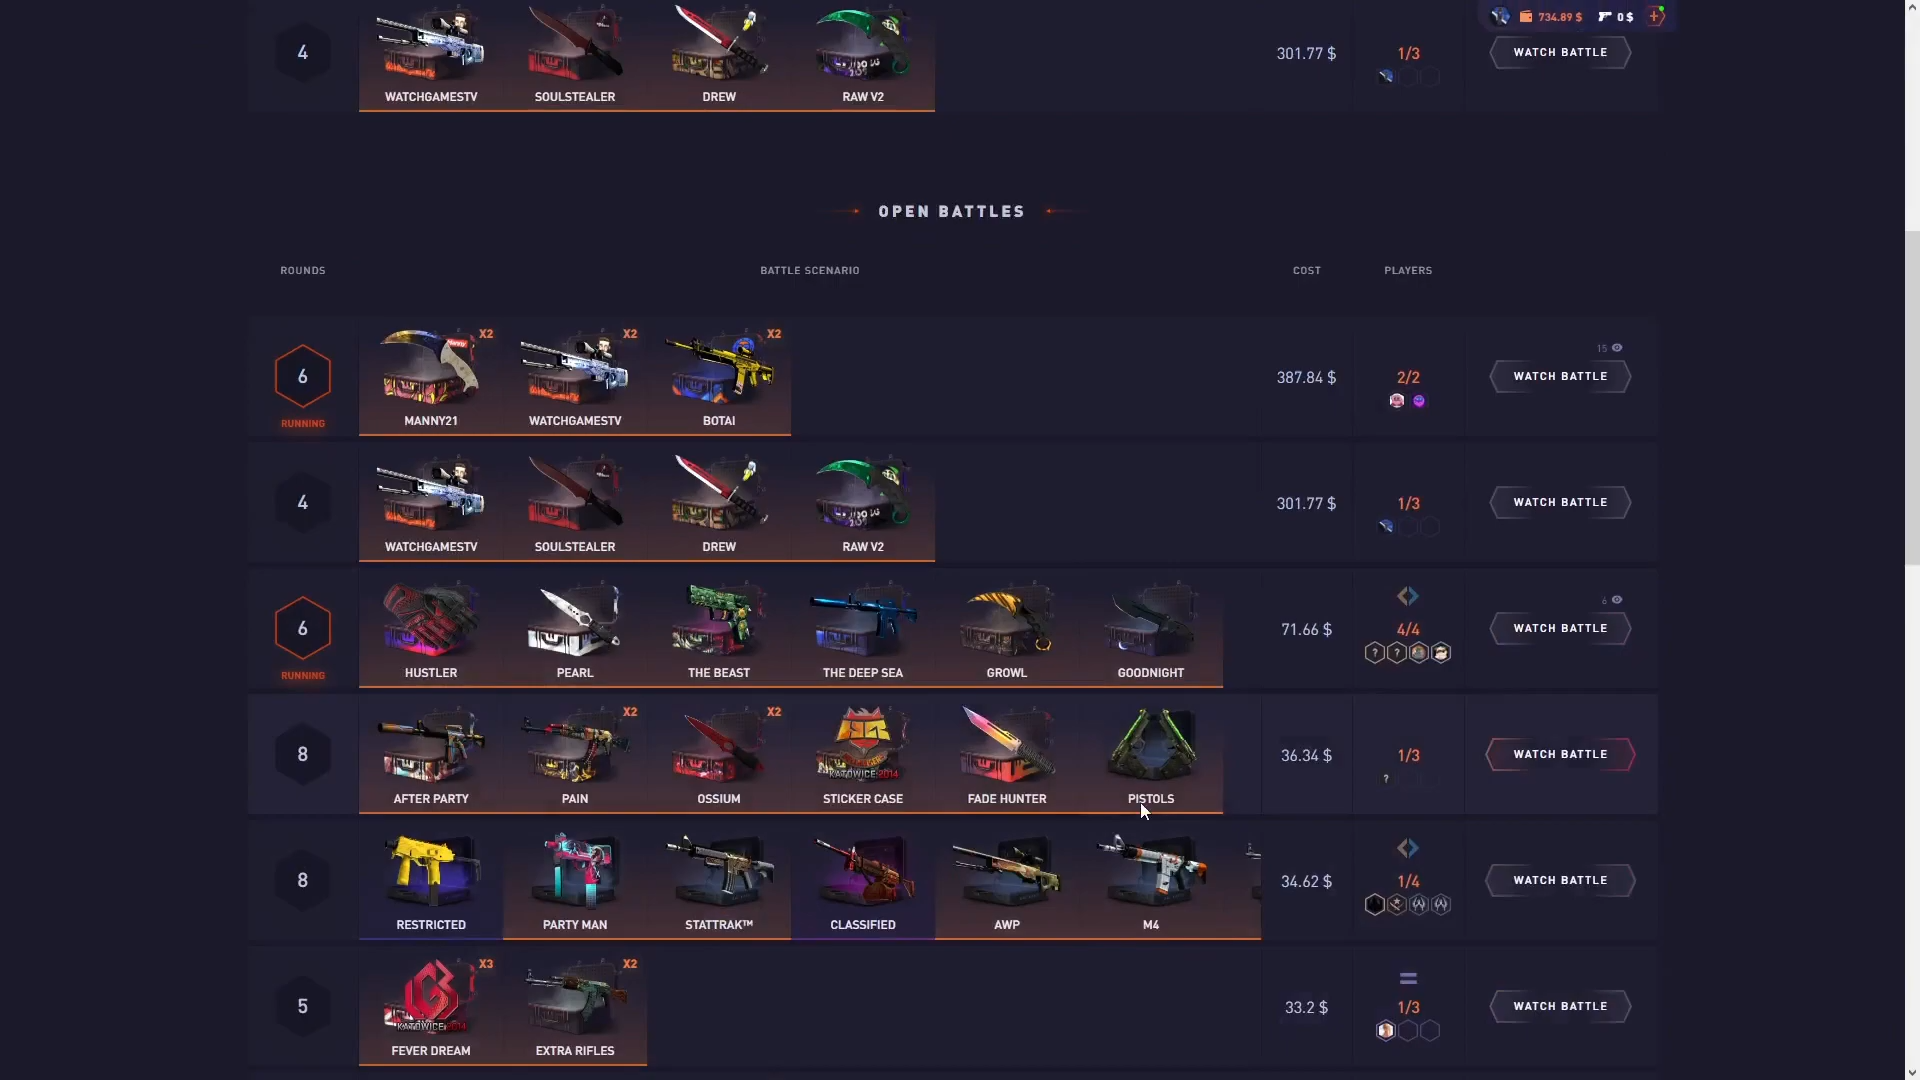 734.89 $ 0 $
4 301.77 $ 1/3 WATCH BATTLE
WATCHGAMESTV SOULSTEALER DREW RAW V2
OPEN BATTLES
ROUNDS BATTLE SCENARIO COST PLAYERS
X2 X2 X2 15
6 387.84 $ 2/2 WATCH BATTLE
RUNNING MANNY21 WATCHGAMESTV BOTAI
4 301.77 $ 1/3 WATCH BATTLE
WATCHGAMESTV SOULSTEALER DREW RAW V2
6
6 71.66 $ 4/4 WATCH BATTLE
? ?
RUNNING HUSTLER PEARL THE BEAST THE DEEP SEA GROWL GOODNIGHT
X2 X2
8 36.34 $ 1/3 WATCH BATTLE
KATOWICE 2014 ?
AFTER PARTY PAIN OSSIUM STICKER CASE FADE HUNTER PISTOLS
8 34.62 $ 1/4 WATCH BATTLE
RESTRICTED PARTY MAN STATTRAK™ CLASSIFIED AWP M4
X3 X2
5 33.2 $ 1/3 WATCH BATTLE
KATOWICE 2014
FEVER DREAM EXTRA RIFLES